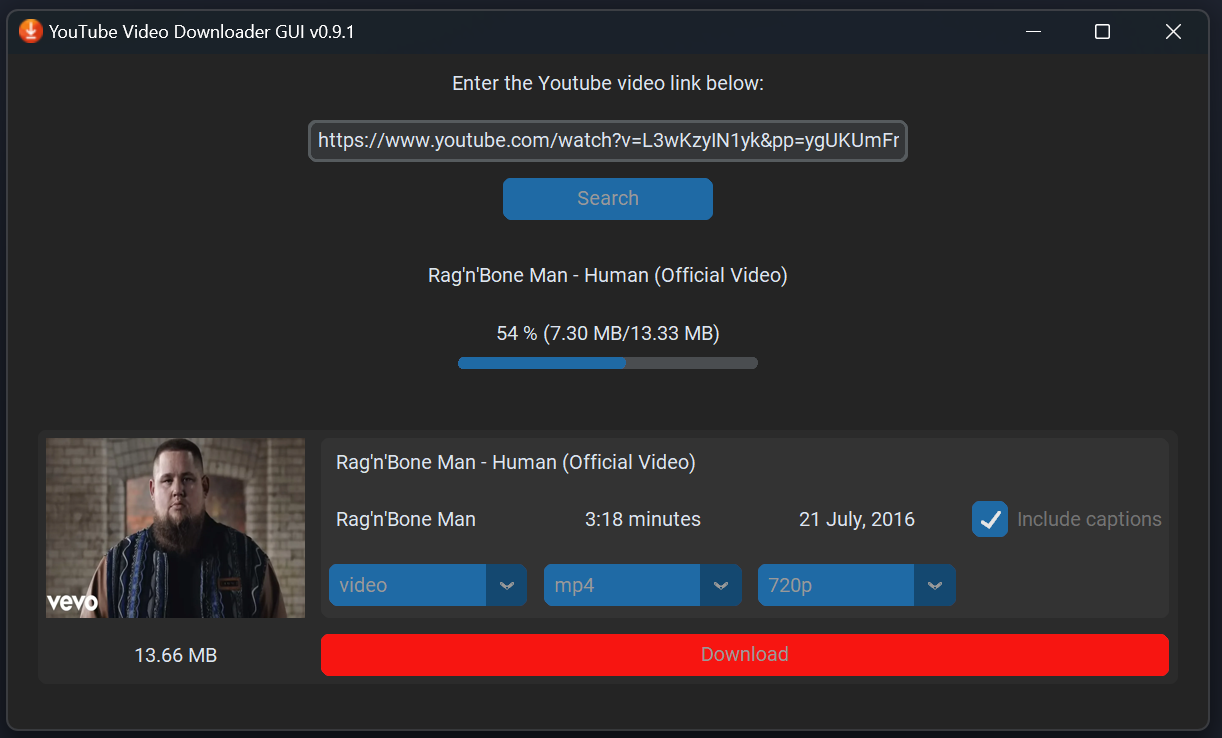 YouTube Video Downloader GUI v0.9.1
Enter the Youtube video link below:
https://www.youtube.com/watch?v=L3wKzyIN1yk&pp=ygUKUmFr
Search
Rag'n'Bone Man - Human (Official Video)
54 % (7.30 MB/13.33 MB)
Rag'n'Bone Man - Human (Official Video)
Rag'n'Bone Man 3:18 minutes 21 July, 2016 Include captions
video mp4 720p
vevo
13.66 MB Download